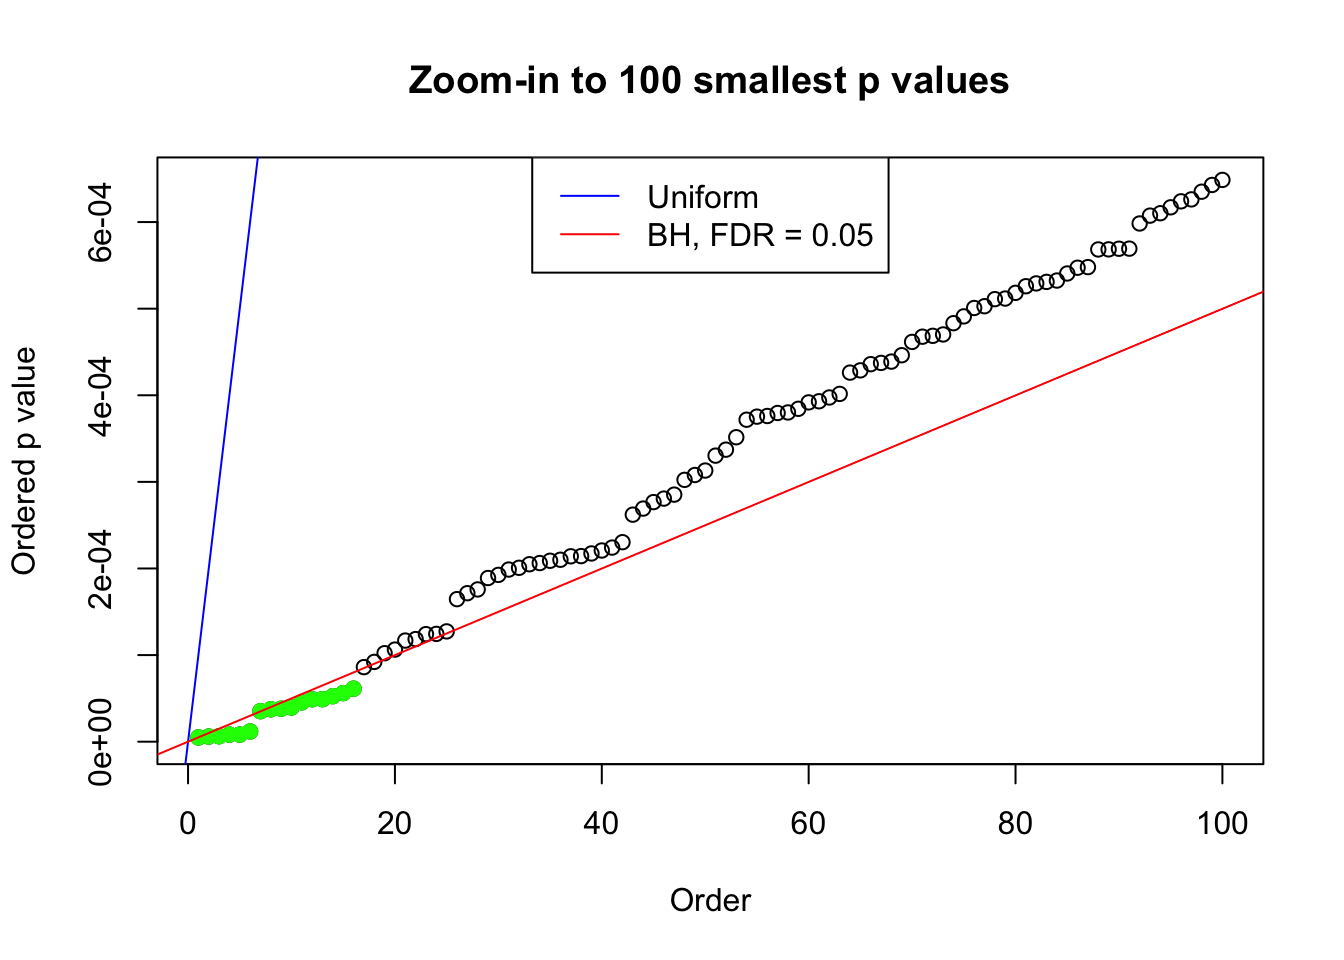 Zoom-in to 100 smallest p values
Uniform
BH, FDR = 0.05
Ordered p value
0e+00 2e-04 4e-04 6e-04
0 20 40 60 80 100
Order